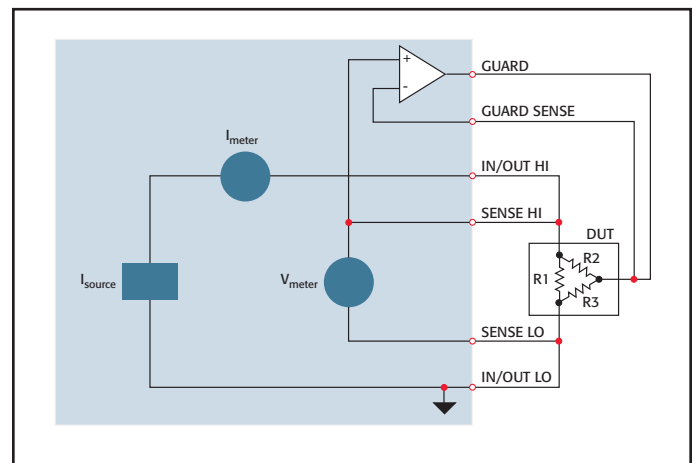 +
GUARD
-
GUARD SENSE
Imeter
IN/OUT HI
SENSE HI
DUT
R2
R1
R3
Isource
Vmeter
SENSE LO
IN/OUT LO